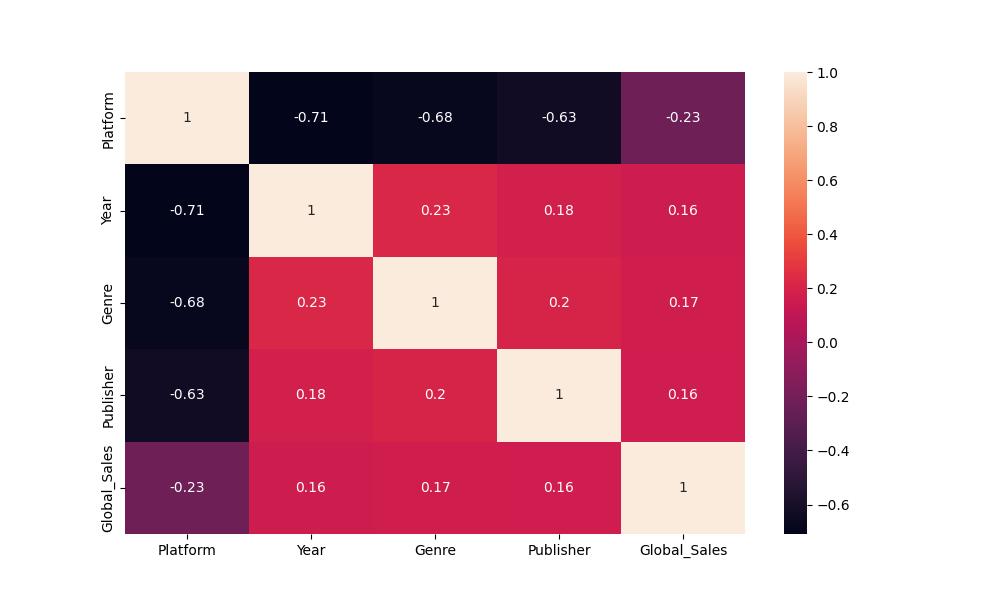 Platform 1 -0.71 -0.68 -0.63 -0.23
Year -0.71 1 0.23 0.18 0.16
Genre -0.68 0.23 1 0.2 0.17
Publisher -0.63 0.18 0.2 1 0.16
Global_Sales -0.23 0.16 0.17 0.16 1
Platform Year Genre Publisher Global_Sales
1.0
0.8
0.6
0.4
0.2
0.0
−0.2
−0.4
−0.6